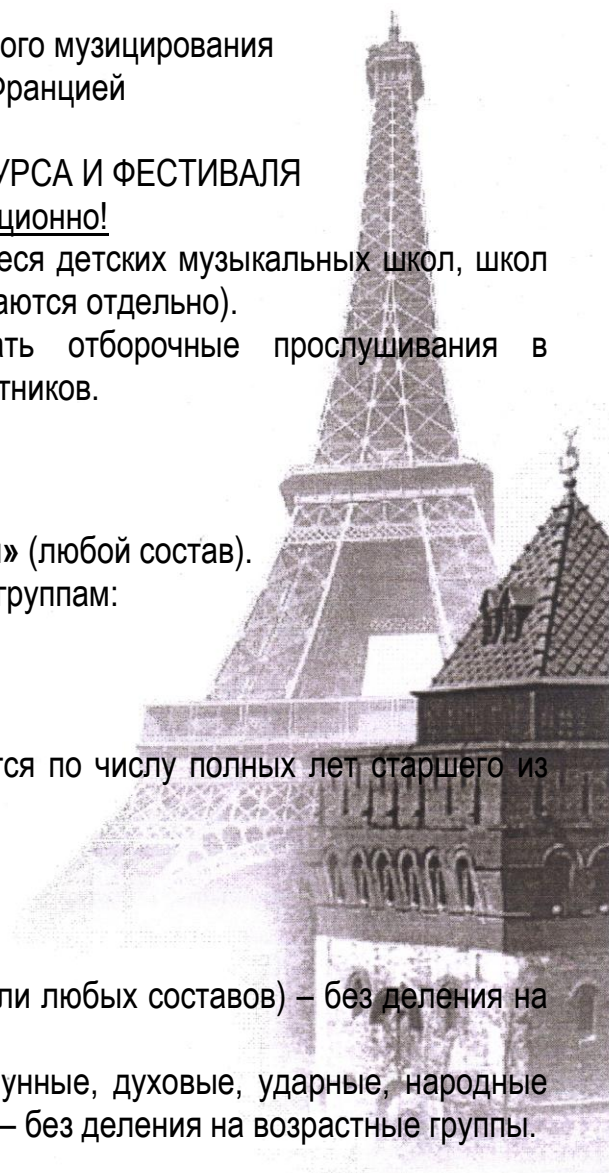 ого музицирования
Францией
УРСА И ФЕСТИВАЛЯ
ционно!
еся детских музыкальных школ, школ
аются отдельно).
ать отборочные прослушивания в
тников.
» (любой состав).
группам:
тся по числу полных лет старшего из
ли любых составов) – без деления на
унные, духовые, ударные, народные
– без деления на возрастные группы.